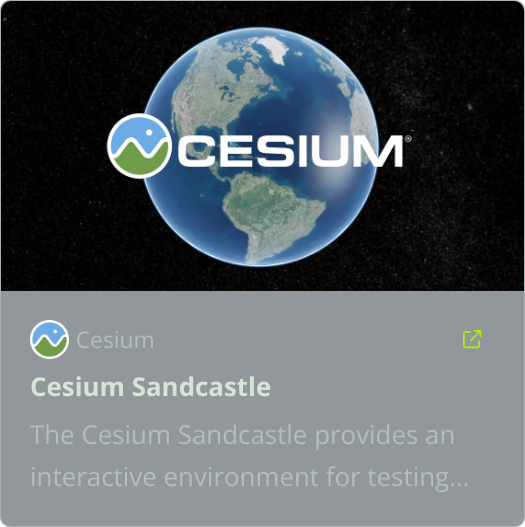 CESIUM®
Cesium
Cesium Sandcastle
The Cesium Sandcastle provides an
interactive environment for testing...